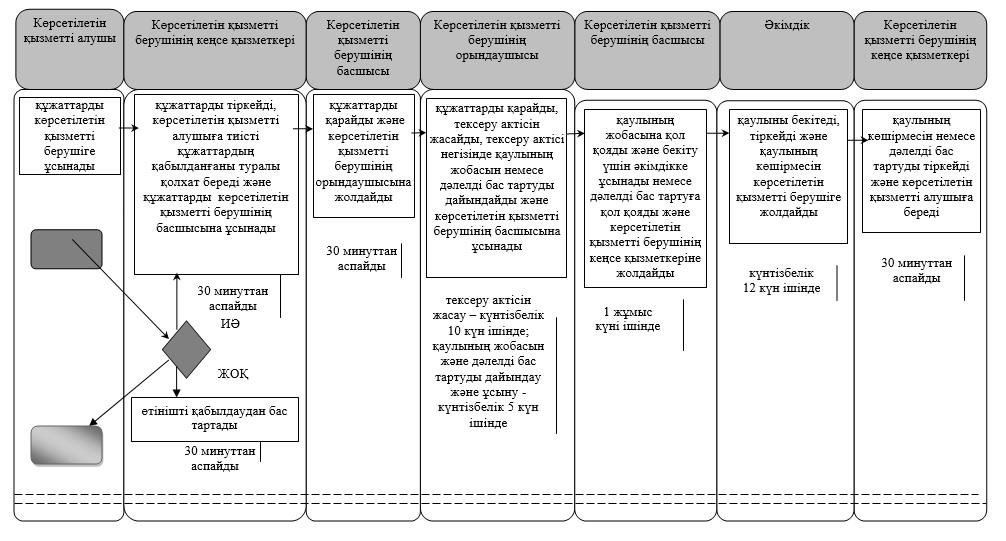 Көрсетілетін
қызметті алушы
Көрсетілетін қызметті
берушінің кеңсе қызметкері
Көрсетілетін
қызметті
берушінің
басшысы
Көрсетілетін қызметті
берушінің
орындаушысы
Көрсетілетін қызметті
берушінің басшысы
Әкімдік
Көрсетілетін
қызметті берушінің
кеңсе қызметкері
құжаттарды
көрсетілетін
қызметті
берушіге
ұсынады
құжаттарды тіркейді,
көрсетілетін қызметті
алушыға тиісті
құжаттардың
қабылданғаны туралы
қолхат береді және
құжаттарды көрсетілетін
қызметті берушінің
басшысына ұсынады
30 минуттан
аспайды
ИӘ
ЖОҚ
өтінішті қабылдаудан бас
тартады
30 минуттан
аспайды
құжаттарды
қарайды және
көрсетілетін
қызметті
берушінің
орындаушысына
жолдайды
30 минуттан
аспайды
құжаттарды қарайды,
тексеру актісін
жасайды, тексеру актісі
негізінде қаулының
жобасын немесе
дәлелді бас тартуды
дайындайды және
көрсетілетін қызметті
берушінің басшысына
ұсынады
тексеру актісін
жасау – күнтізбелік
10 күн ішінде;
қаулының жобасын
және дәлелді бас
тартуды дайындау
және ұсыну -
күнтізбелік 5 күн
ішінде
қаулының
жобасына қол
қояды және бекіту
үшін әкімдікке
ұсынады немесе
дәлелді бас тартуға
қол қояды және
көрсетілетін
қызметті берушінің
кеңсе қызметкеріне
жолдайды
1 жұмыс
күні ішінде
қаулыны бекітеді,
тіркейді және
қаулының
көшірмесін
көрсетілетін
қызметті берушіге
жолдайды
күнтізбелік
12 күн ішінде
қаулының
көшірмесін немесе
дәлелді бас
тартуды тіркейді
және көрсетілетін
қызметті алушыға
береді
30 минуттан
аспайды